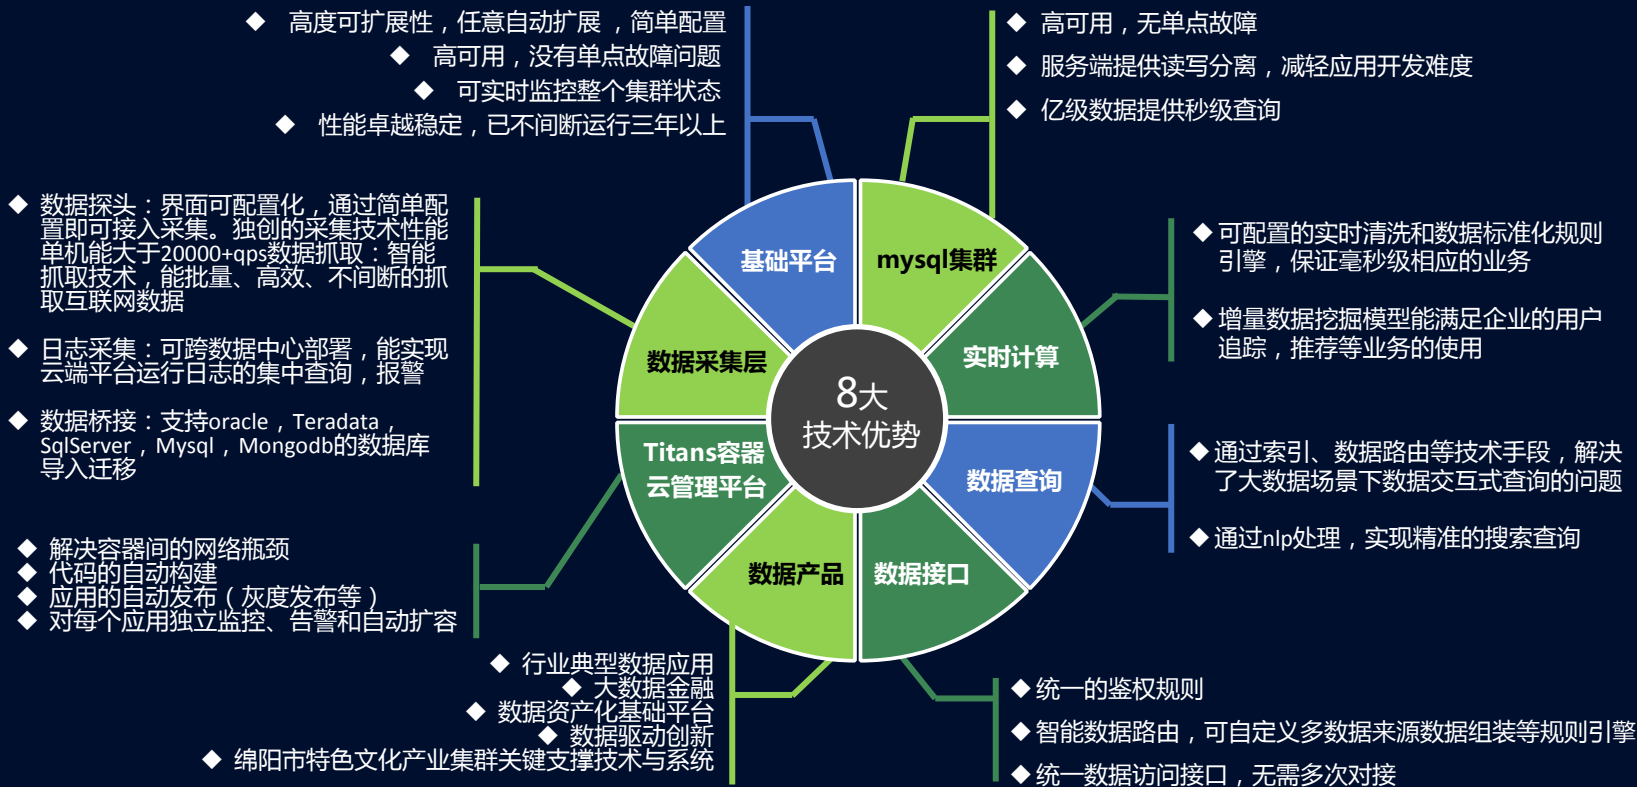 高度可扩展性，任意自动扩展 ，简单配置
高可用，没有单点故障问题
可实时监控整个集群状态
性能卓越稳定，已不间断运行三年以上
高可用，无单点故障
服务端提供读写分离，减轻应用开发难度
亿级数据提供秒级查询
数据探头：界面可配置化，通过简单配
置即可接入采集。独创的采集技术性能
单机能大于20000+qps数据抓取：智能
抓取技术，能批量、高效、不间断的抓
取互联网数据
日志采集：可跨数据中心部署，能实现
云端平台运行日志的集中查询，报警
数据桥接：支持oracle，Teradata，
SqlServer，Mysql，Mongodb的数据库
导入迁移
可配置的实时清洗和数据标准化规则
引擎，保证毫秒级相应的业务
增量数据挖掘模型能满足企业的用户
追踪，推荐等业务的使用
基础平台
mysql集群
数据采集层
实时计算
8大
技术优势
Titans容器
云管理平台
数据查询
数据产品
数据接口
通过索引、数据路由等技术手段，解决
了大数据场景下数据交互式查询的问题
通过nlp处理，实现精准的搜索查询
解决容器间的网络瓶颈
代码的自动构建
应用的自动发布（灰度发布等）
对每个应用独立监控、告警和自动扩容
行业典型数据应用
大数据金融
数据资产化基础平台
数据驱动创新
绵阳市特色文化产业集群关键支撑技术与系统
统一的鉴权规则
智能数据路由，可自定义多数据来源数据组装等规则引擎
统一数据访问接口，无需多次对接